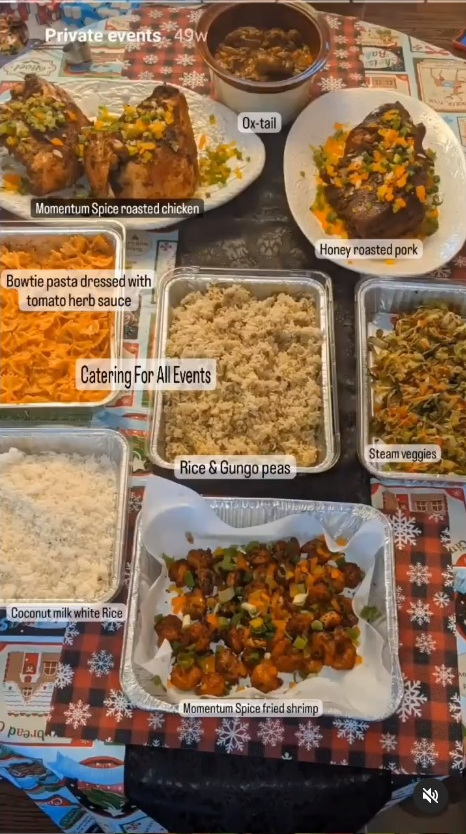 Private events 49w
Ox-tail
Momentum Spice roasted chicken
Honey roasted pork
Bowtie pasta dressed with
tomato herb sauce
Catering For All Events
Steam veggies
Rice & Gungo peas
Coconut milk white Rice
Momentum Spice fried shrimp